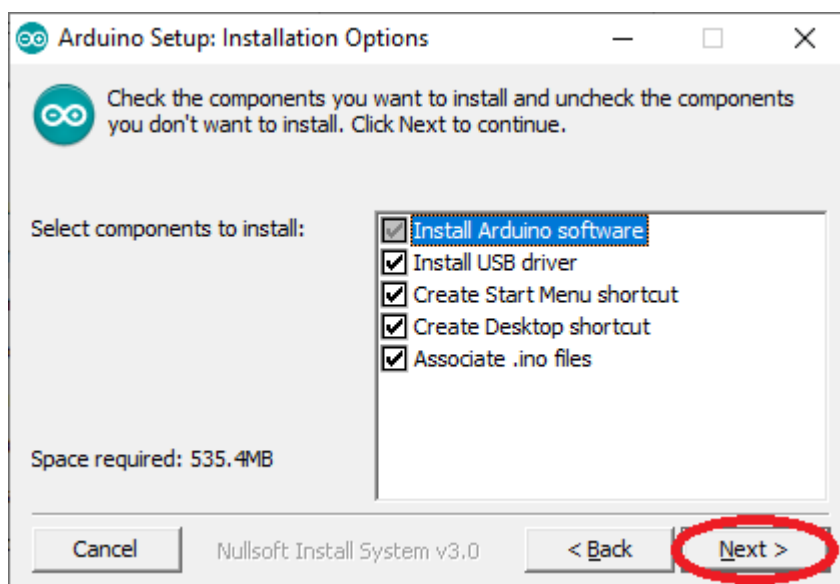 Arduino Setup: Installation Options
Check the components you want to install and uncheck the components
you don't want to install. Click Next to continue.
Select components to install:
Install Arduino software
Install USB driver
Create Start Menu shortcut
Create Desktop shortcut
Associate .ino files
Space required: 535.4MB
Cancel
Nullsoft Install System v3.0
< Back
Next >